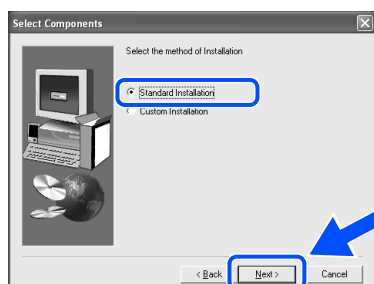 Select Components
Select the method of Installation
Standard Installation
Custom Installation
< Back
Next >
Cancel